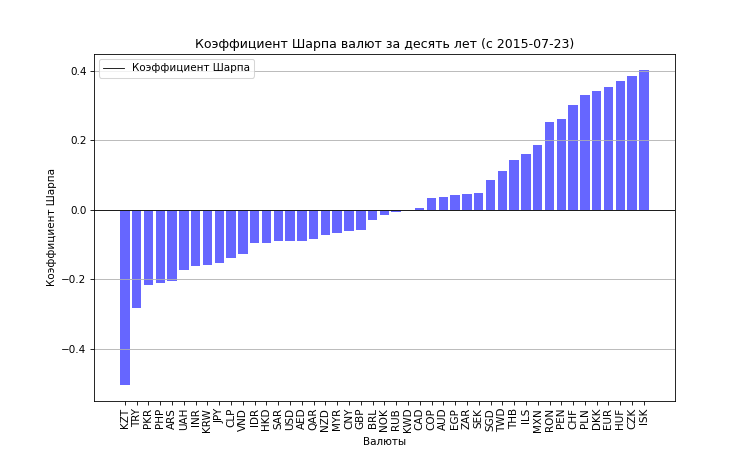 Коэффициент Шарпа валют за десять лет (с 2015-07-23)
Коэффициент Шарпа
0.4
0.2
0.0
−0.2
−0.4
Коэффициент Шарпа
KZT TRY PKR PHP ARS UAH INR KRW JPY CLP VND IDR HKD SAR USD AED QAR NZD MYR CNY GBP BRL NOK RUB KWD CAD COP AUD EGP ZAR SEK SGD TWD THB ILS MXN RON PEN CHF PLN DKK EUR HUF CZK ISK
Валюты